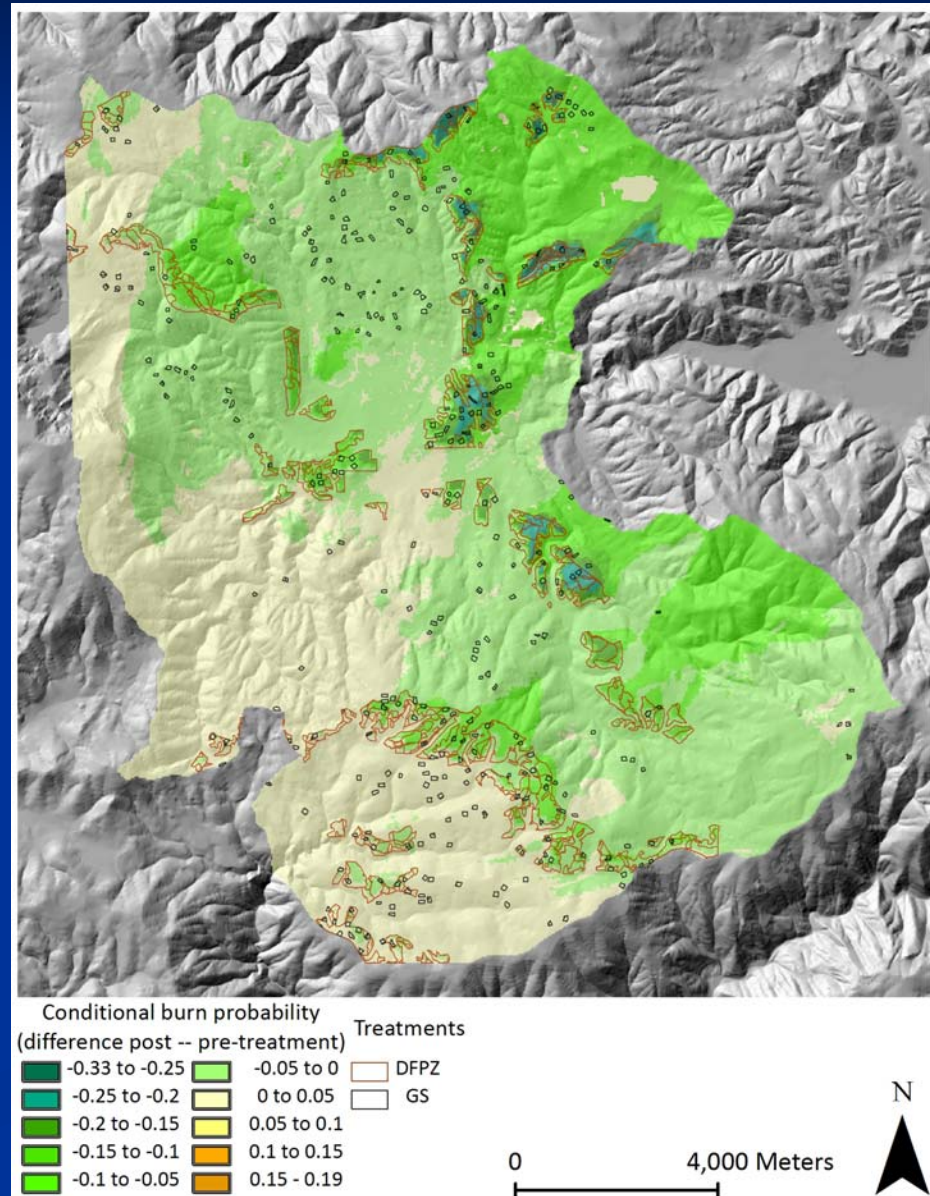 Conditional burn probability
(difference post -- pre-treatment)
-0.33 to -0.25
-0.25 to -0.2
-0.2 to -0.15
-0.15 to -0.1
-0.1 to -0.05
-0.05 to 0
0 to 0.05
0.05 to 0.1
0.1 to 0.15
0.15 - 0.19
Treatments
DFPZ
GS
0 4,000 Meters
N